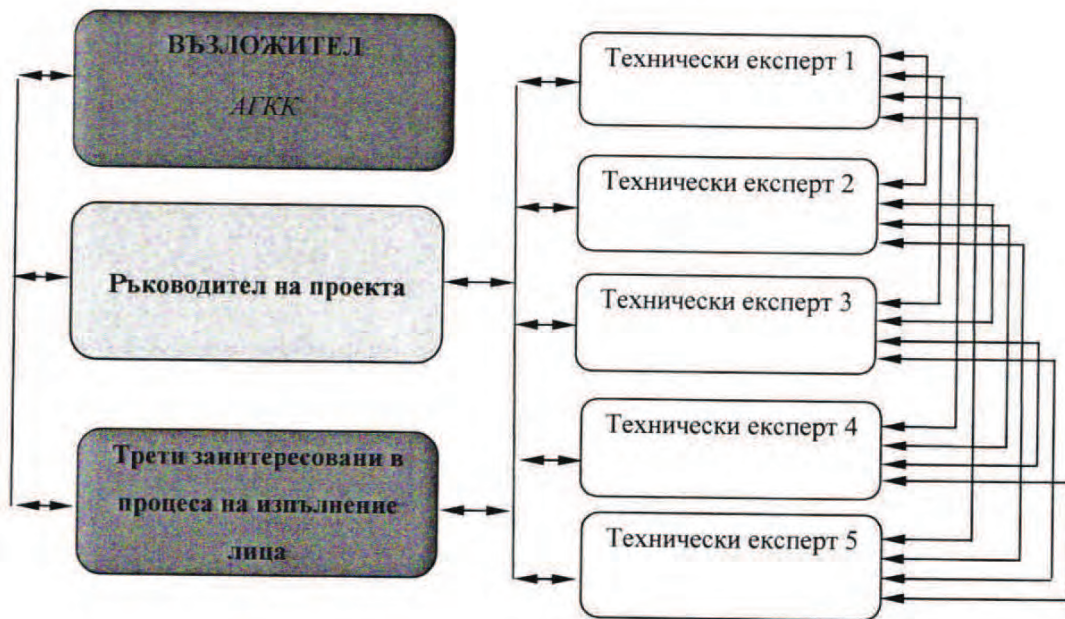 ВЪЗЛОЖИТЕЛ
АГКК
Ръководител на проекта
Трети заинтересовани в
процеса на изпълнение
лица
Технически експерт 1
Технически експерт 2
Технически експерт 3
Технически експерт 4
Технически експерт 5